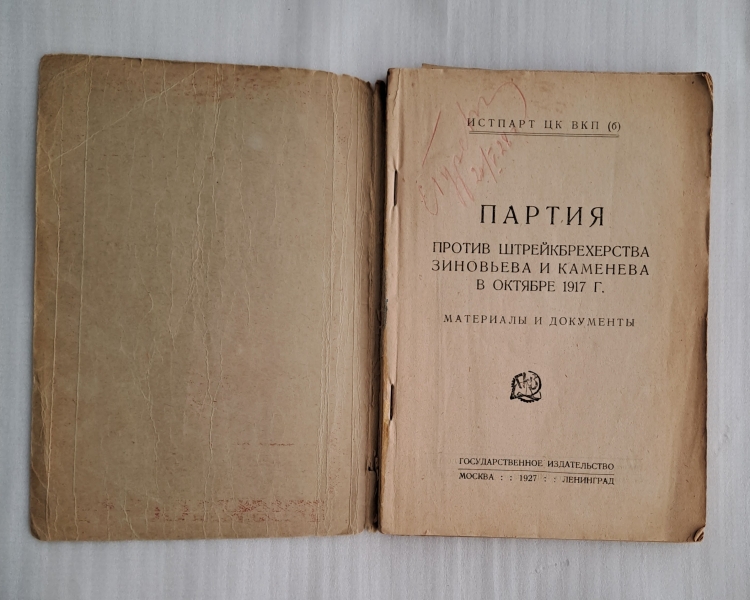 ИСТПАРТ ЦК ВКП (б)
ПАРТИЯ
ПРОТИВ ШТРЕЙКБРЕХЕРСТВА
ЗИНОВЬЕВА И КАМЕНЕВА
В ОКТЯБРЕ 1917 Г.
МАТЕРИАЛЫ И ДОКУМЕНТЫ
ГОСУДАРСТВЕННОЕ ИЗДАТЕЛЬСТВО
МОСКВА : : 1927 : : ЛЕНИНГРАД